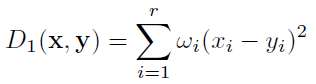 D_1(\mathbf{x}, \mathbf{y}) = \sum_{i=1}^{r} \omega_i (x_i - y_i)^2